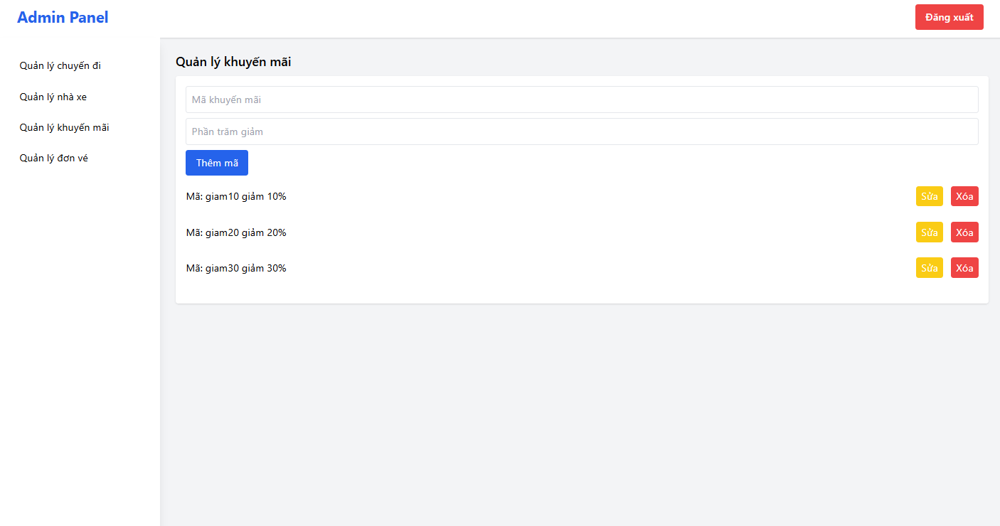 Admin Panel
Đăng xuất
Quản lý chuyến đi
Quản lý nhà xe
Quản lý khuyến mãi
Quản lý đơn vé
Quản lý khuyến mãi
Mã khuyến mãi
Phần trăm giảm
Thêm mã
Mã: giam10 giảm 10% Sửa Xóa
Mã: giam20 giảm 20% Sửa Xóa
Mã: giam30 giảm 30% Sửa Xóa